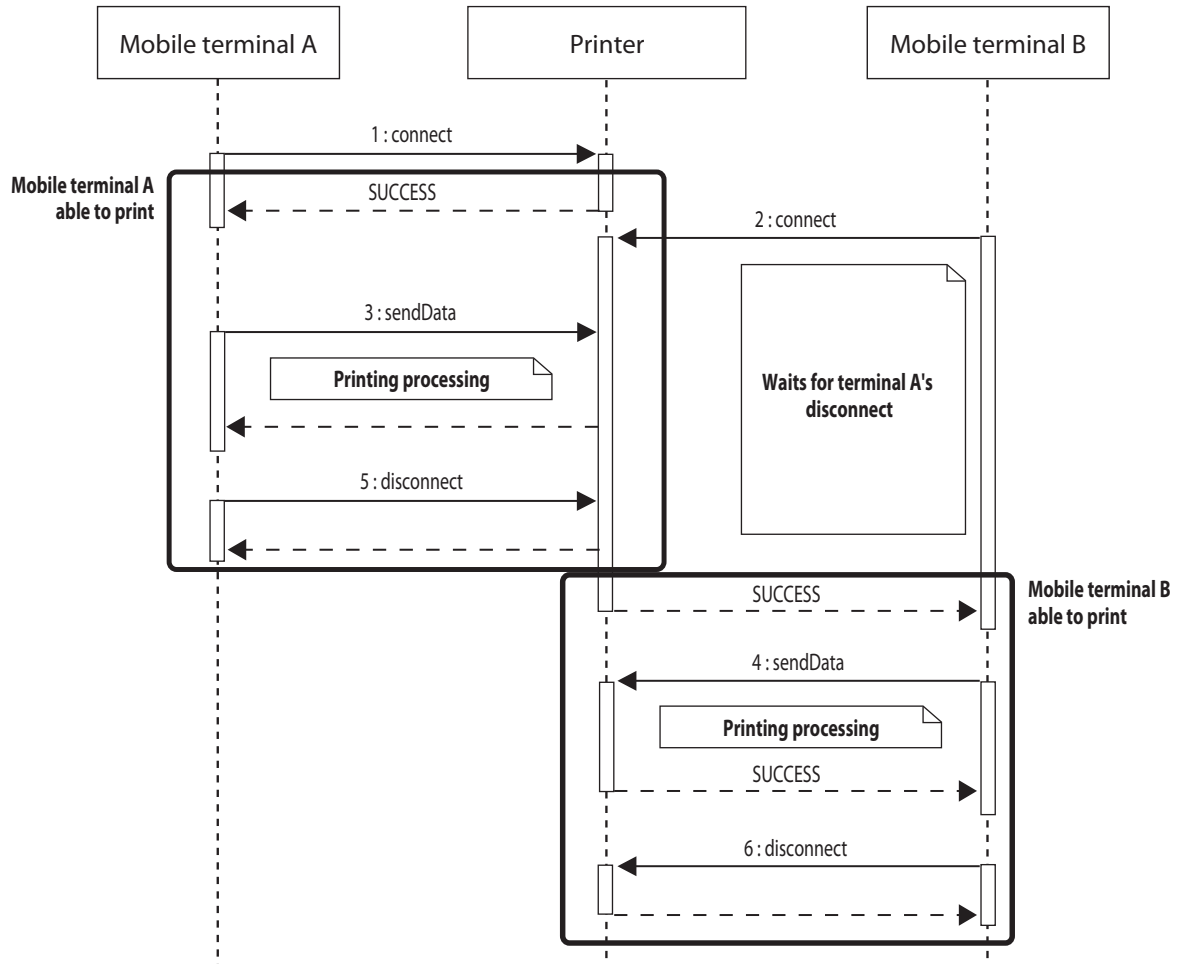 Mobile terminal A
Printer
Mobile terminal B
1 : connect
Mobile terminal A
able to print
SUCCESS
2 : connect
3 : sendData
Printing processing
Waits for terminal A's
disconnect
5 : disconnect
SUCCESS
Mobile terminal B
able to print
4 : sendData
Printing processing
SUCCESS
6 : disconnect